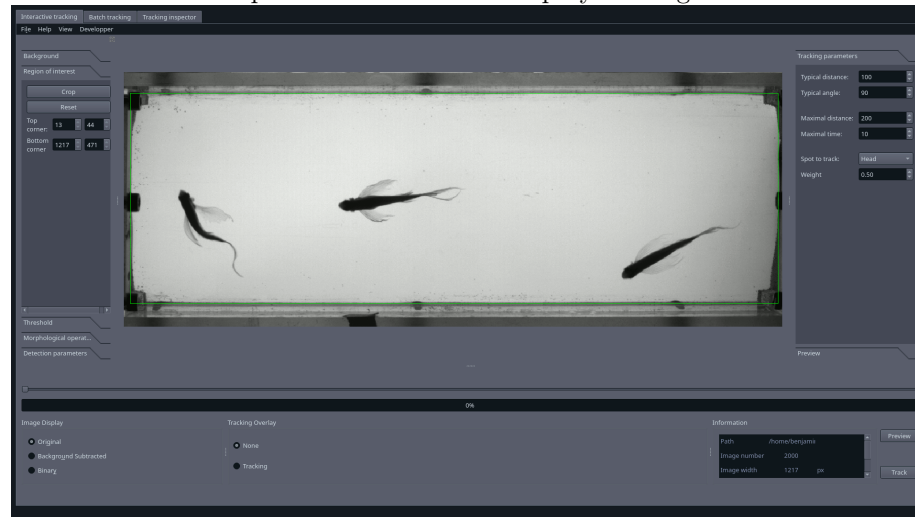 Interactive tracking Batch tracking Tracking inspector
File Help View Developper
Background
Region of interest
Crop
Reset
Top corner: 13 44
Bottom corner 1217 471
Threshold
Morphological operat...
Detection parameters
Tracking parameters
Typical distance: 100
Typical angle: 90
Maximal distance: 200
Maximal time: 10
Spot to track: Head
Weight 0.50
Preview
0%
Image Display
Original
Background Subtracted
Binary
Tracking Overlay
None
Tracking
Information
Path /home/benjamin
Image number 2000
Image width 1217 px
Preview
Track